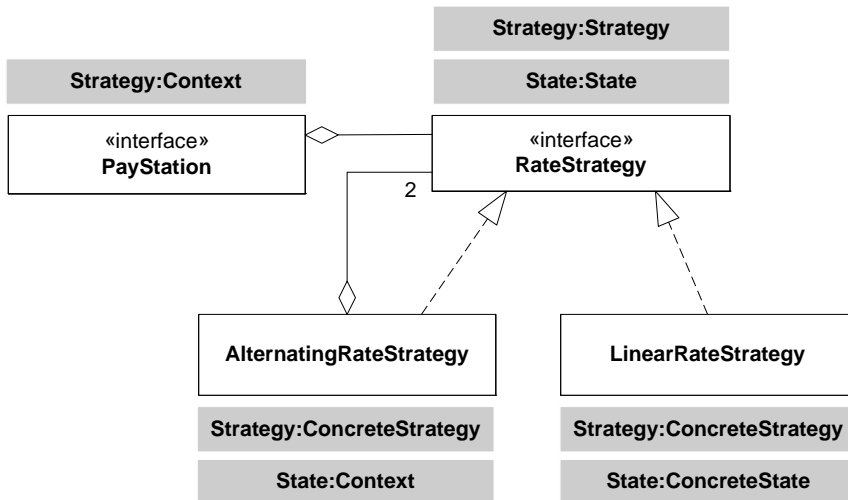 Strategy:Strategy
Strategy:Context
State:State
«interface»
PayStation
«interface»
RateStrategy
2
AlternatingRateStrategy
LinearRateStrategy
Strategy:ConcreteStrategy
Strategy:ConcreteStrategy
State:Context
State:ConcreteState